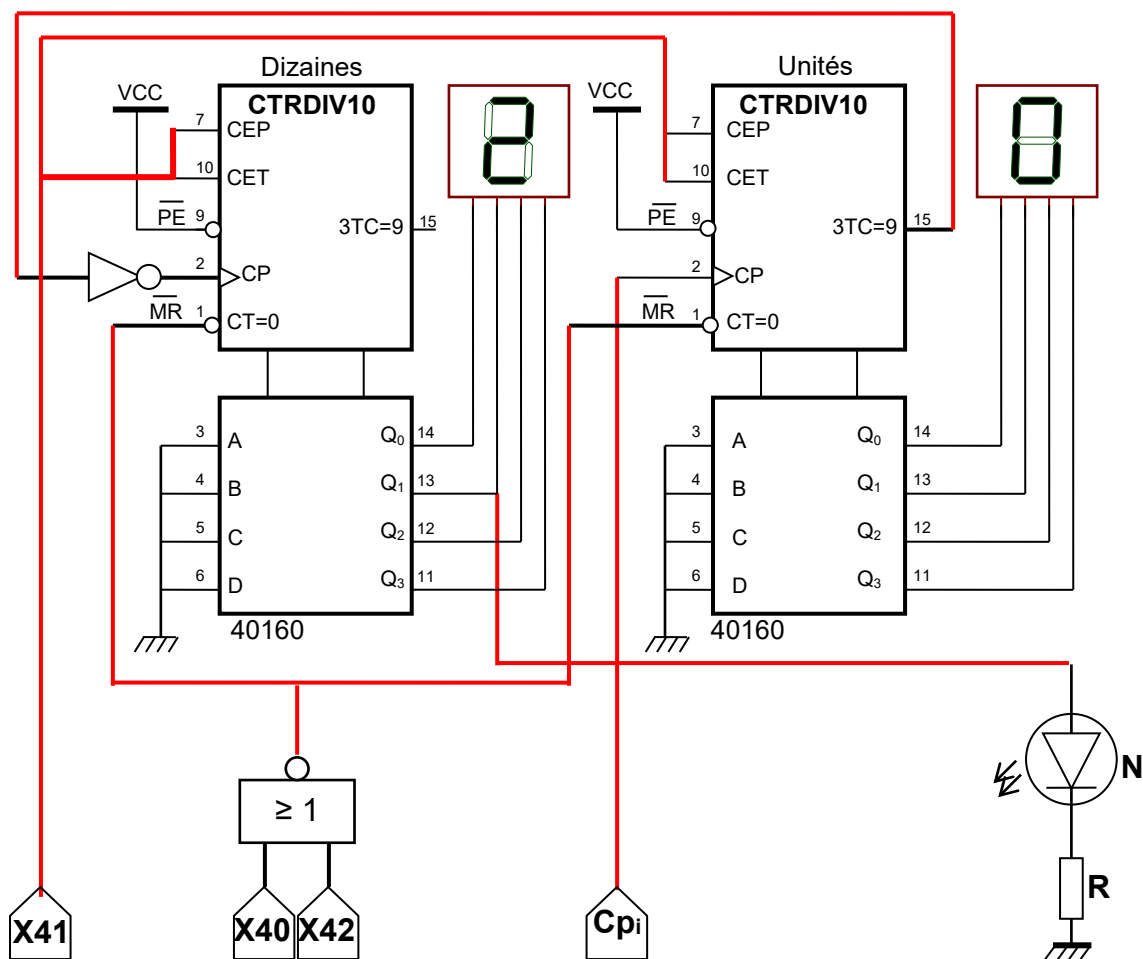 Dizaines
Unités
VCC
CTRDIV10
7 CEP
10 CET
PE 9
3TC=9 15
2 CP
MR 1 CT=0
2
VCC
CTRDIV10
7 CEP
10 CET
PE 9
3TC=9 15
2 CP
MR 1 CT=0
0
3 A Q0 14
4 B Q1 13
5 C Q2 12
6 D Q3 11
40160
3 A Q0 14
4 B Q1 13
5 C Q2 12
6 D Q3 11
40160
≥ 1
N
R
X41
X40
X42
Cpi